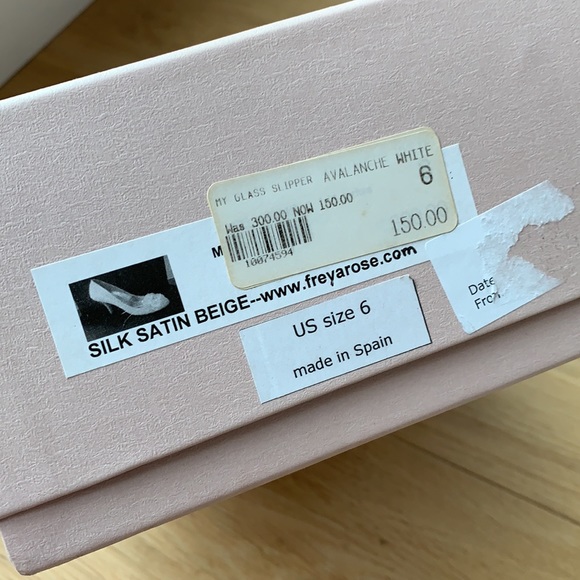 MY GLASS SLIPPER AVALANCHE WHITE
6
Was 300.00 NOW 150.00
150.00
10074594
M
SILK SATIN BEIGE--www.freyarose.com
US size 6
made in Spain
Date
From